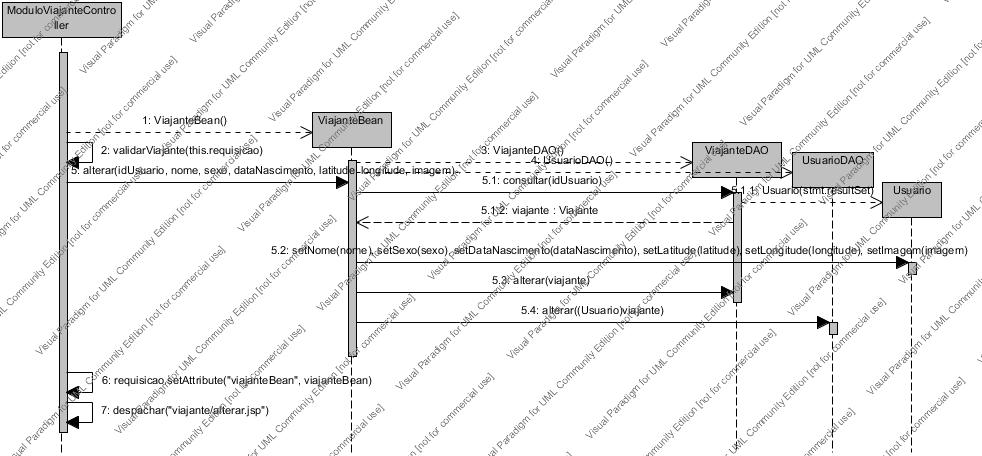 ModuloViajanteContro
ller
1: ViajanteBean()
ViajanteBean
2: validarViajante(this.requisicao)
3: ViajanteDAO()
4: UsuarioDAO()
ViajanteDAO
UsuarioDAO
5: alterar(idUsuario, nome, sexo, dataNascimento, latitude, longitude, imagem)
5.1: consultar(idUsuario)
5.1.1: Usuario(stmt.resultSet)
Usuario
5.1.2: viajante : Viajante
5.2: setNome(nome), setSexo(sexo), setDataNascimento(dataNascimento), setLatitude(latitude), setLongitude(longitude), setImagem(imagem)
5.3: alterar(viajante)
5.4: alterar((Usuario)viajante)
6: requisicao.setAttribute("viajanteBean", viajanteBean)
7: despachar("viajante/alterar.jsp")
Visual Paradigm for UML Community Edition [not for commercial use]